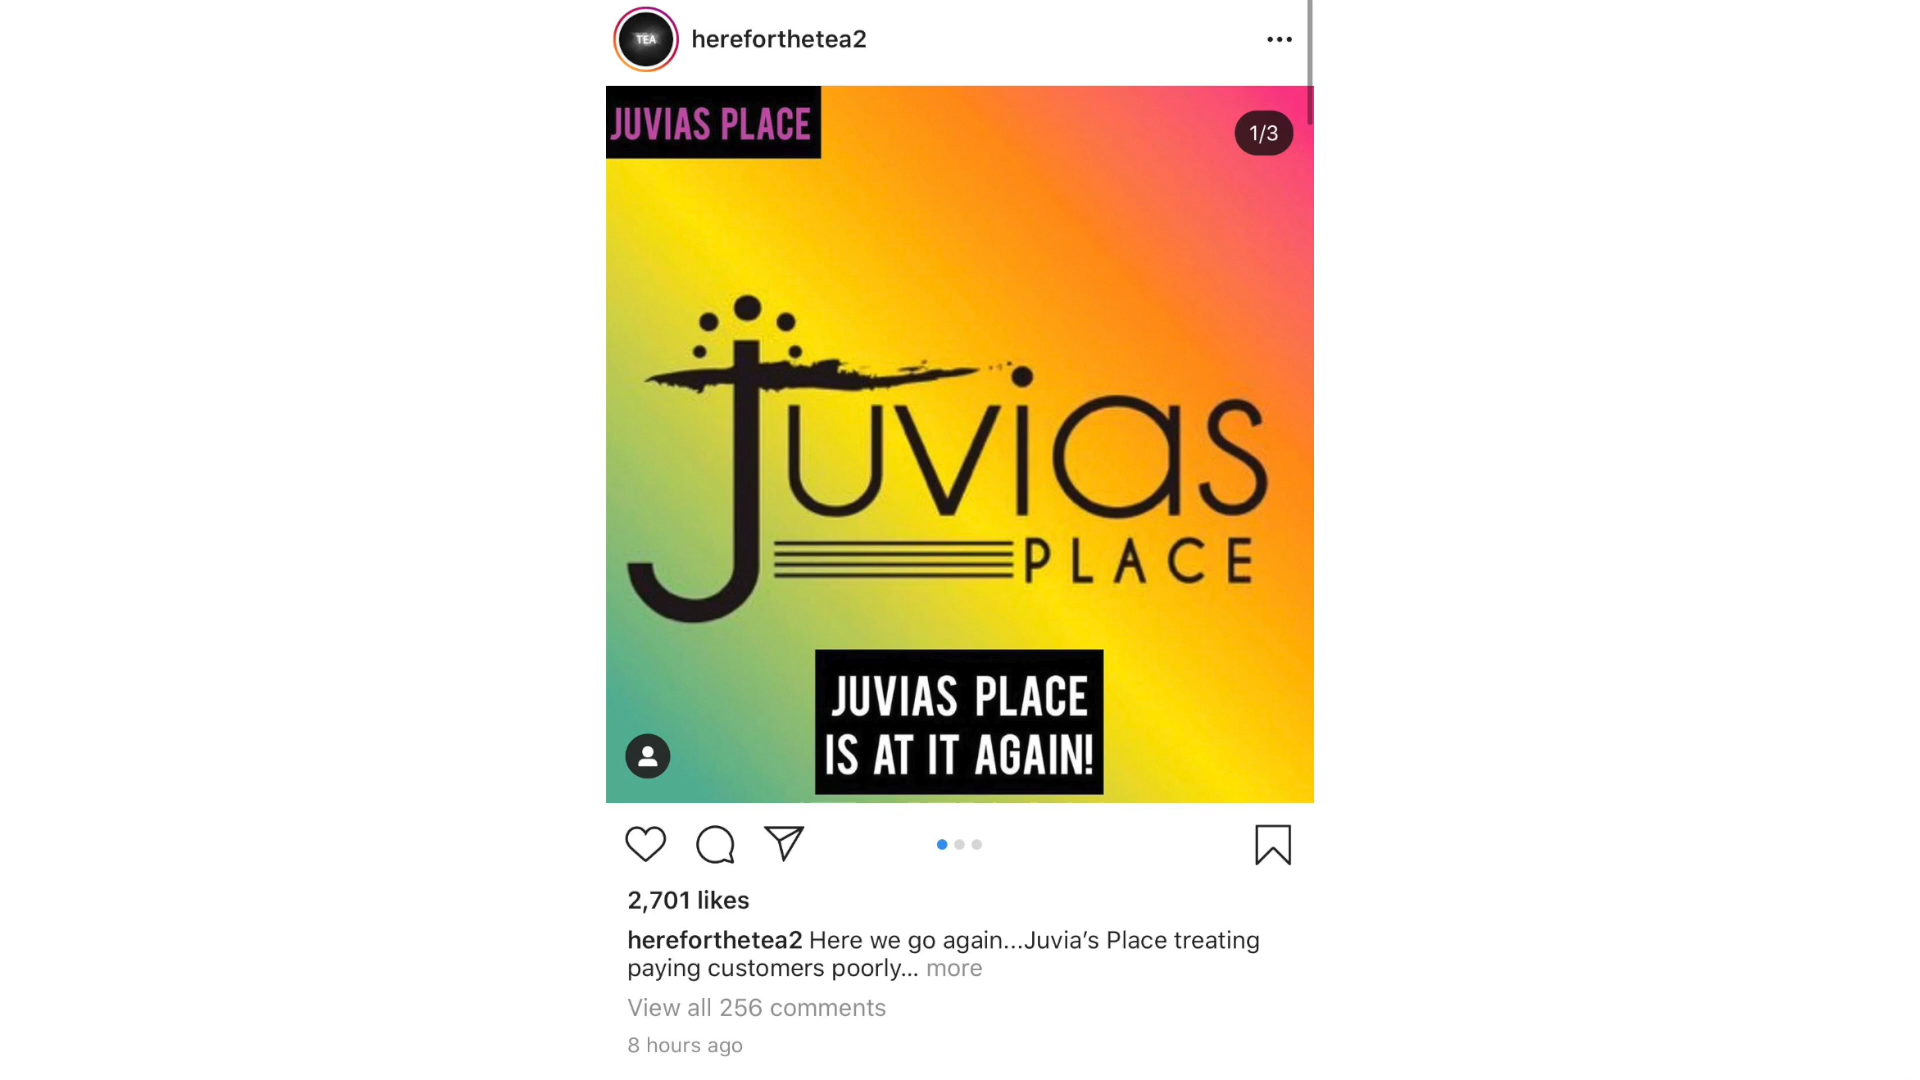 TEA
hereforthetea2
JUVIAS PLACE
1/3
juvias
PLACE
JUVIAS PLACE
IS AT IT AGAIN!
2,701 likes
hereforthetea2 Here we go again...Juvia’s Place treating
paying customers poorly... more
View all 256 comments
8 hours ago